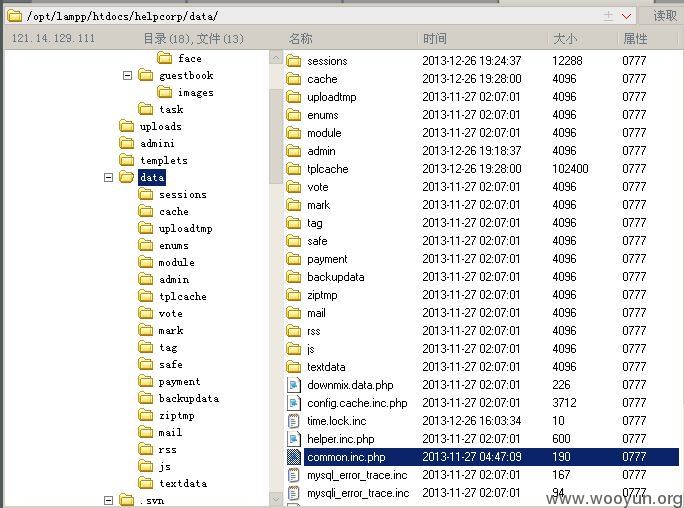 /opt/lampp/htdocs/helpcorp/data/ 读取
121.14.129.111 目录(18),文件(13) 名称 时间 大小 属性
face
guestbook
images
task
uploads
admini
templets
data
sessions
cache
uploadtmp
enums
module
admin
tplcache
vote
mark
tag
safe
payment
backupdata
ziptmp
mail
rss
js
textdata
.svn
sessions 2013-12-26 19:24:37 12288 0777
cache 2013-12-26 19:28:00 4096 0777
uploadtmp 2013-11-27 02:07:01 4096 0777
enums 2013-11-27 02:07:01 4096 0777
module 2013-11-27 02:07:01 4096 0777
admin 2013-12-26 19:18:37 4096 0777
tplcache 2013-12-26 19:28:00 102400 0777
vote 2013-11-27 02:07:01 4096 0777
mark 2013-11-27 02:07:01 4096 0777
tag 2013-11-27 02:07:01 4096 0777
safe 2013-11-27 02:07:01 4096 0777
payment 2013-11-27 02:07:01 4096 0777
backupdata 2013-11-27 02:07:01 4096 0777
ziptmp 2013-11-27 02:07:01 4096 0777
mail 2013-11-27 02:07:01 4096 0777
rss 2013-11-27 02:07:01 4096 0777
js 2013-11-27 02:07:01 4096 0777
textdata 2013-11-27 02:07:01 4096 0777
downmix.data.php 2013-11-27 02:07:01 226 0777
config.cache.inc.php 2013-11-27 02:07:01 3712 0777
time.lock.inc 2013-12-26 16:03:34 10 0777
helper.inc.php 2013-11-27 02:07:01 600 0777
common.inc.php 2013-11-27 04:47:09 190 0777
mysql_error_trace.inc 2013-11-27 02:07:01 167 0777
mysqli_error_trace.inc 2013-11-27 02:07:01 94 0777
www.wooyun.org